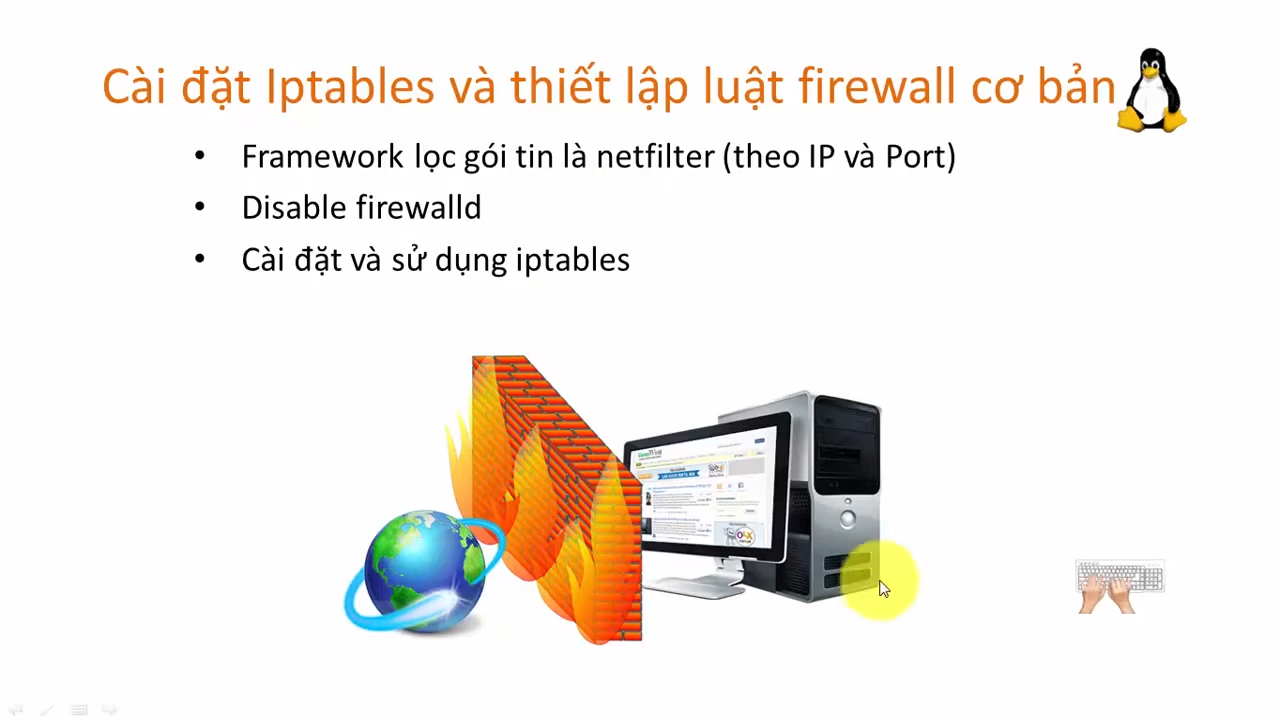 Cài đặt Iptables và thiết lập luật firewall cơ bản
• Framework lọc gói tin là netfilter (theo IP và Port)
• Disable firewalld
• Cài đặt và sử dụng iptables